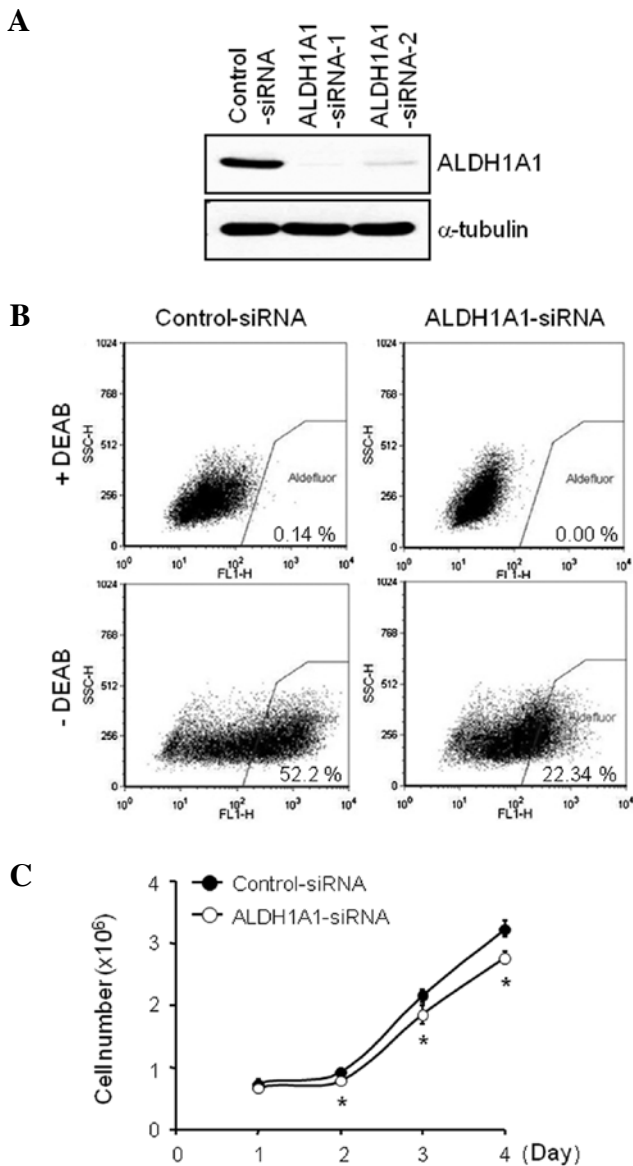 A
Control
-siRNA
ALDH1A1
-siRNA-1
ALDH1A1
-siRNA-2
ALDH1A1
α-tubulin
B
Control-siRNA
ALDH1A1-siRNA
+ DEAB
SSC-H
1024
768
512
256
0
Aldefluor
0.14 %
10⁰
10¹
10²
10³
10⁴
FL1-H
SSC-H
1024
768
512
256
0
Aldefluor
0.00 %
10⁰
10¹
10²
10³
10⁴
FL1-H
- DEAB
SSC-H
1024
768
512
256
0
52.2 %
10⁰
10¹
10²
10³
10⁴
FL1-H
SSC-H
1024
768
512
256
0
Aldefluor
22.34 %
10⁰
10¹
10²
10³
10⁴
FL1-H
C
Cell number (x10⁶)
4
3
2
1
0
Control-siRNA
ALDH1A1-siRNA
*
*
*
0 1 2 3 4 (Day)